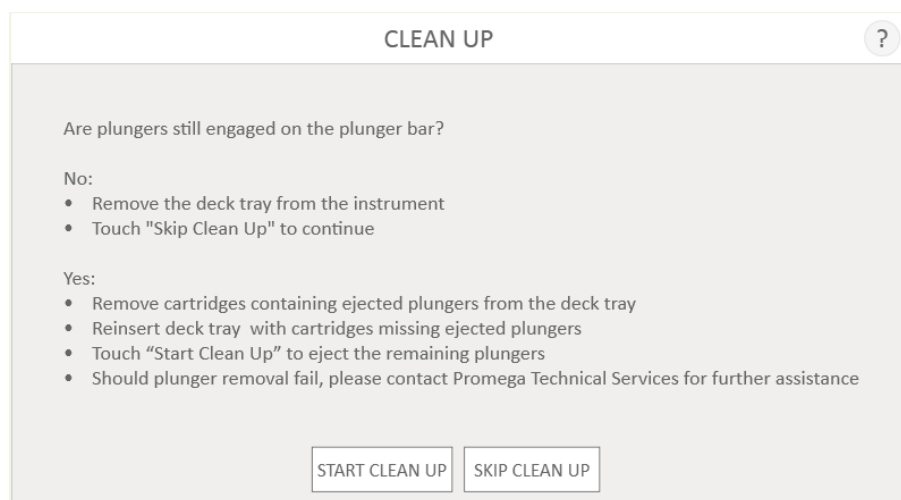 CLEAN UP
?
Are plungers still engaged on the plunger bar?
No:
• Remove the deck tray from the instrument
• Touch "Skip Clean Up" to continue
Yes:
• Remove cartridges containing ejected plungers from the deck tray
• Reinsert deck tray  with cartridges missing ejected plungers
• Touch “Start Clean Up” to eject the remaining plungers
• Should plunger removal fail, please contact Promega Technical Services for further assistance
START CLEAN UP
SKIP CLEAN UP